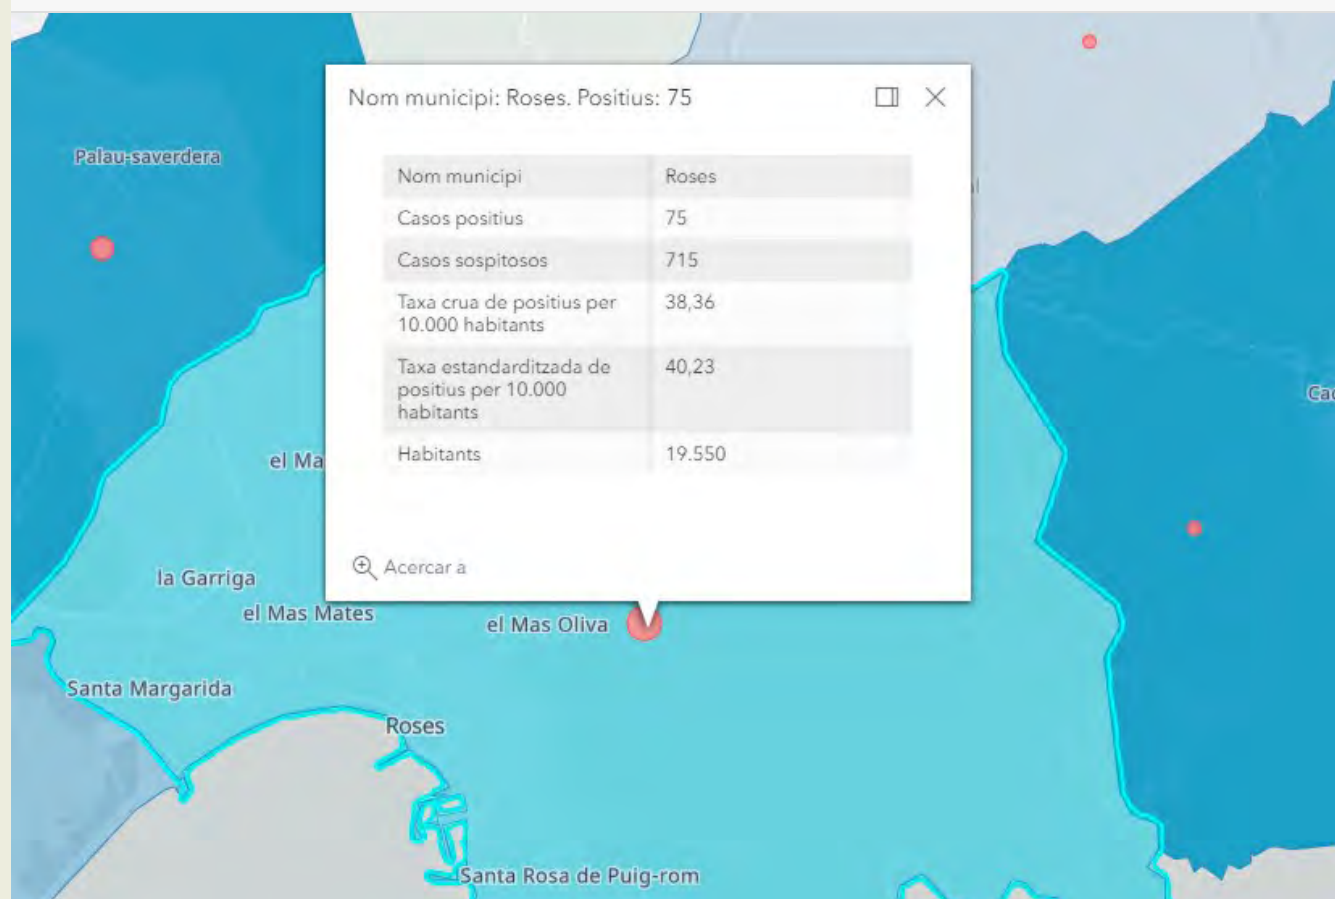 Nom municipi: Roses. Positius: 75
Palau-saverdera
Nom municipi Roses
Casos positius 75
Casos sospitosos 715
Taxa crua de positius per 38,36
10.000 habitants
Taxa estandarditzada de 40,23
positius per 10.000
habitants
Habitants 19.550
el Ma
la Garriga
Acercar a
el Mas Mates
el Mas Oliva
Santa Margarida
Roses
Santa Rosa de Puig-rom